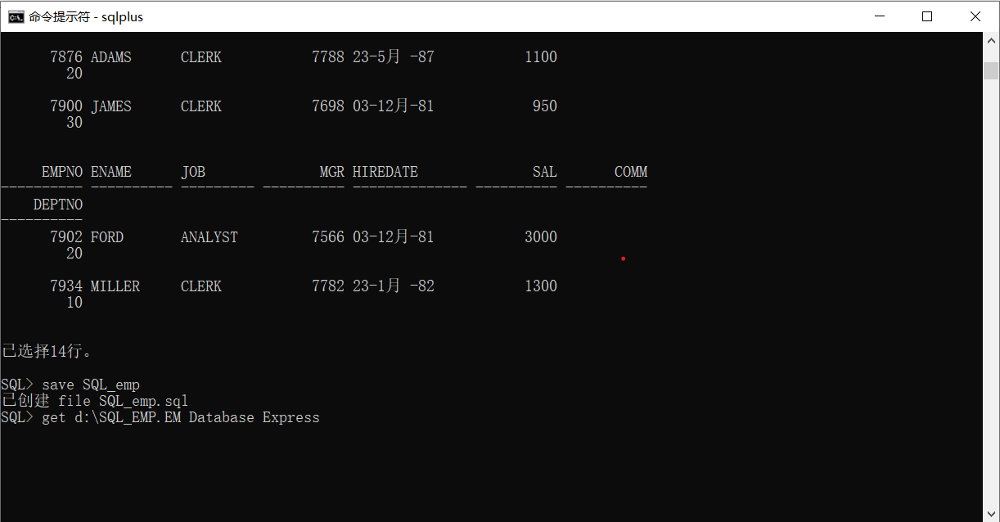 命令提示符 - sqlplus
7876 ADAMS CLERK 7788 23-5月 -87 1100
20
7900 JAMES CLERK 7698 03-12月-81 950
30
EMPNO ENAME JOB MGR HIREDATE SAL COMM
---------- ---------- --------- ---------- -------------- ---------- ----------
DEPTNO
----------
7902 FORD ANALYST 7566 03-12月-81 3000
20
7934 MILLER CLERK 7782 23-1月 -82 1300
10
已选择14行。
SQL> save SQL_emp
已创建 file SQL_emp.sql
SQL> get d:\SQL_EMP.EM Database Express